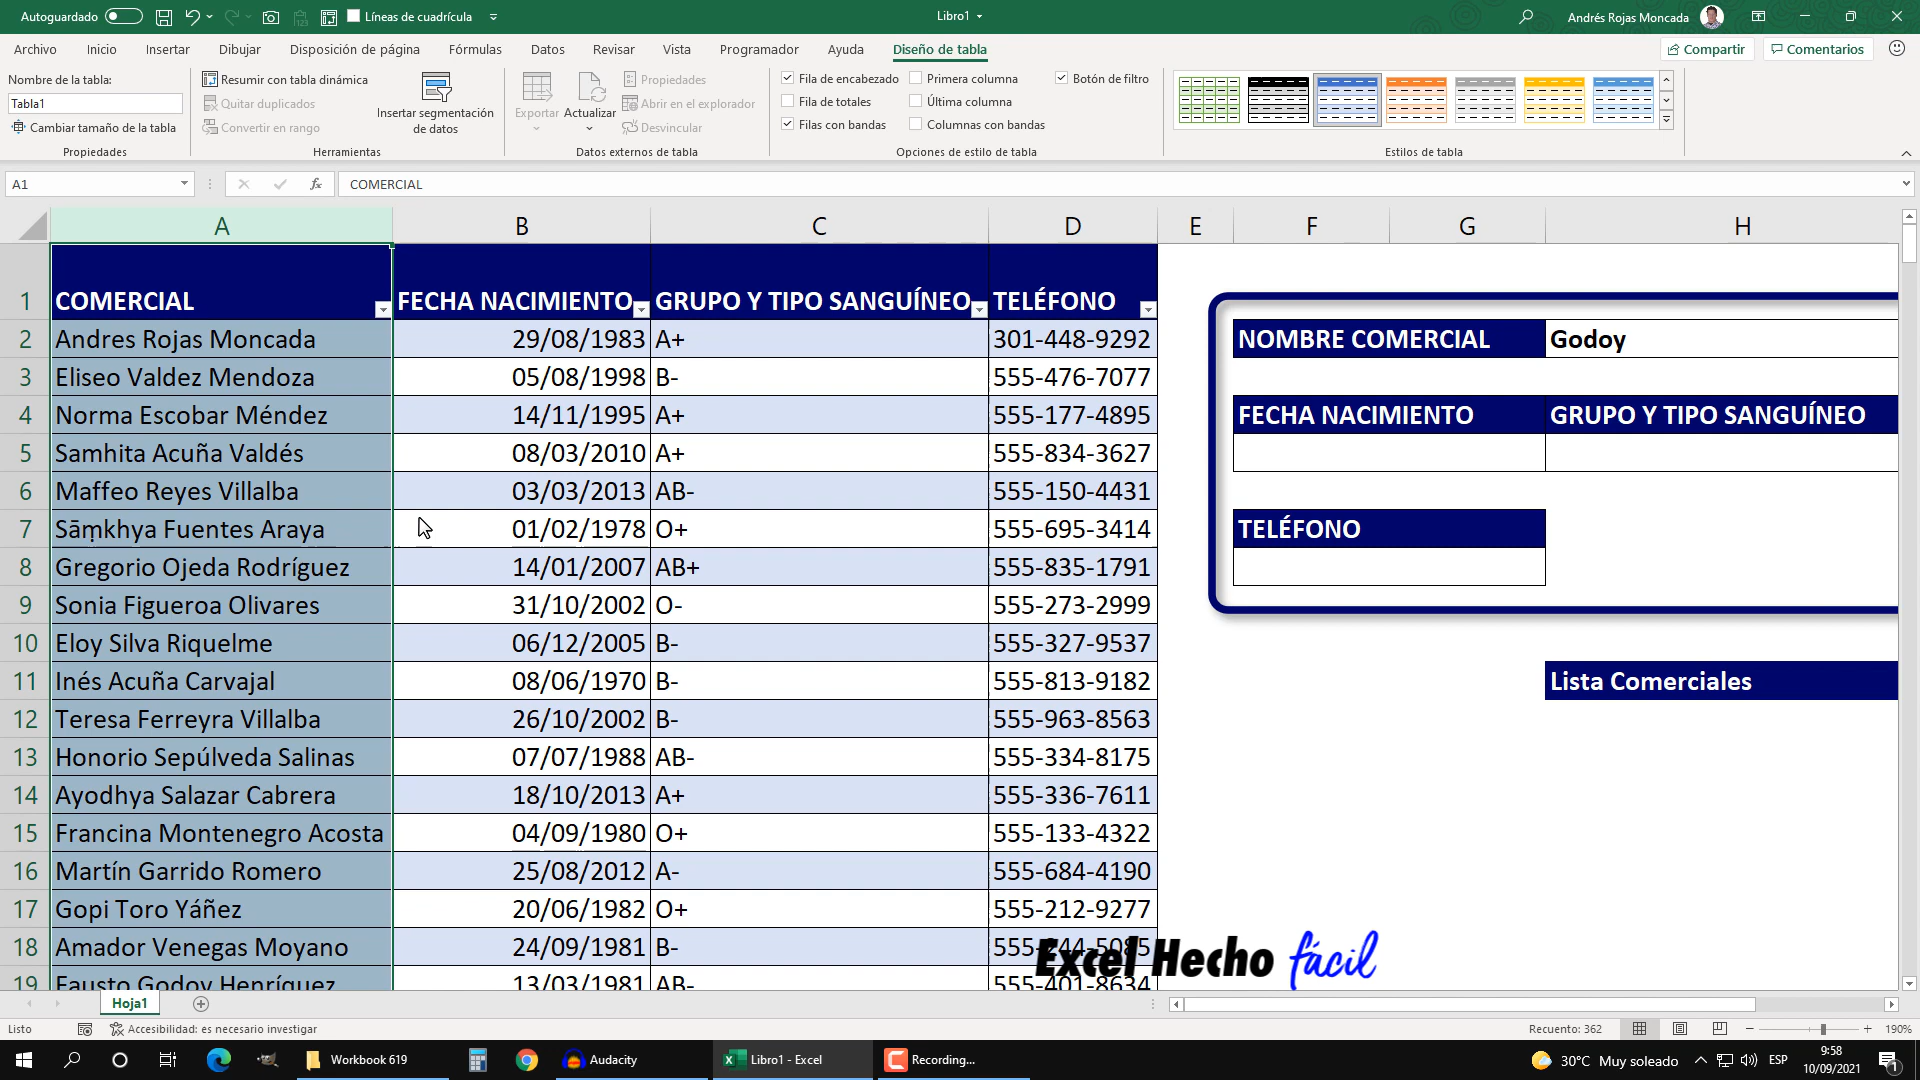 Autoguardado Líneas de cuadrícula Libro1 Andrés Rojas Moncada
Archivo Inicio Insertar Dibujar Disposición de página Fórmulas Datos Revisar Vista Programador Ayuda Diseño de tabla Compartir Comentarios
Nombre de la tabla:
Tabla1
Cambiar tamaño de la tabla
Propiedades
Resumir con tabla dinámica
Quitar duplicados
Convertir en rango
Insertar segmentación
de datos
Herramientas
Exportar
Actualizar
Propiedades
Abrir en el explorador
Desvincular
Datos externos de tabla
Fila de encabezado Primera columna Botón de filtro
Fila de totales Última columna
Filas con bandas Columnas con bandas
Opciones de estilo de tabla
Estilos de tabla
A1 fx COMERCIAL
A B C D E F G H
1 COMERCIAL FECHA NACIMIENTO GRUPO Y TIPO SANGUÍNEO TELÉFONO
2 Andres Rojas Moncada 29/08/1983 A+ 301-448-9292 NOMBRE COMERCIAL Godoy
3 Eliseo Valdez Mendoza 05/08/1998 B- 555-476-7077
4 Norma Escobar Méndez 14/11/1995 A+ 555-177-4895 FECHA NACIMIENTO GRUPO Y TIPO SANGUÍNEO
5 Samhita Acuña Valdés 08/03/2010 A+ 555-834-3627
6 Maffeo Reyes Villalba 03/03/2013 AB- 555-150-4431
7 Sāṃkhya Fuentes Araya 01/02/1978 O+ 555-695-3414 TELÉFONO
8 Gregorio Ojeda Rodríguez 14/01/2007 AB+ 555-835-1791
9 Sonia Figueroa Olivares 31/10/2002 O- 555-273-2999
10 Eloy Silva Riquelme 06/12/2005 B- 555-327-9537
11 Inés Acuña Carvajal 08/06/1970 B- 555-813-9182 Lista Comerciales
12 Teresa Ferreyra Villalba 26/10/2002 B- 555-963-8563
13 Honorio Sepúlveda Salinas 07/07/1988 AB- 555-334-8175
14 Ayodhya Salazar Cabrera 18/10/2013 A+ 555-336-7611
15 Francina Montenegro Acosta 04/09/1980 O+ 555-133-4322
16 Martín Garrido Romero 25/08/2012 A- 555-684-4190
17 Gopi Toro Yáñez 20/06/1982 O+ 555-212-9277
18 Amador Venegas Moyano 24/09/1981 B- 555-244-5085
19 Fausto Godoy Henríquez 13/03/1981 AB- 555-401-8634
Excel Hecho fácil
Hoja1
Listo Accesibilidad: es necesario investigar Recuento: 362 190%
Workbook 619 Audacity Libro1 - Excel Recording... 30°C Muy soleado ESP 9:58
10/09/2021
1